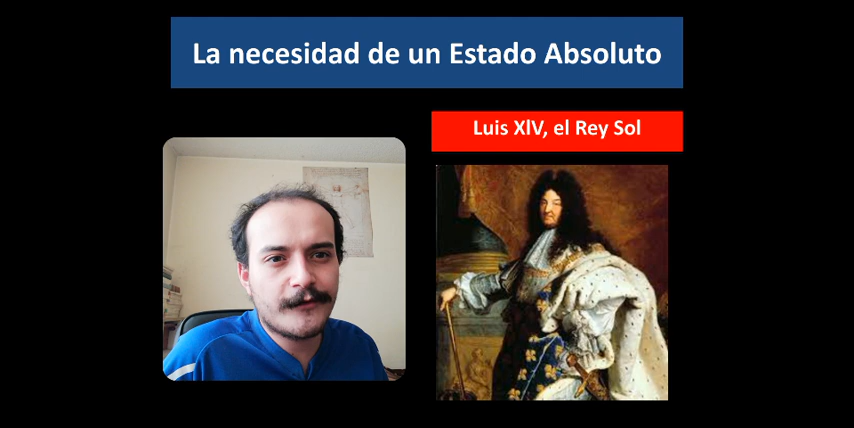 La necesidad de un Estado Absoluto
Luis XlV, el Rey Sol